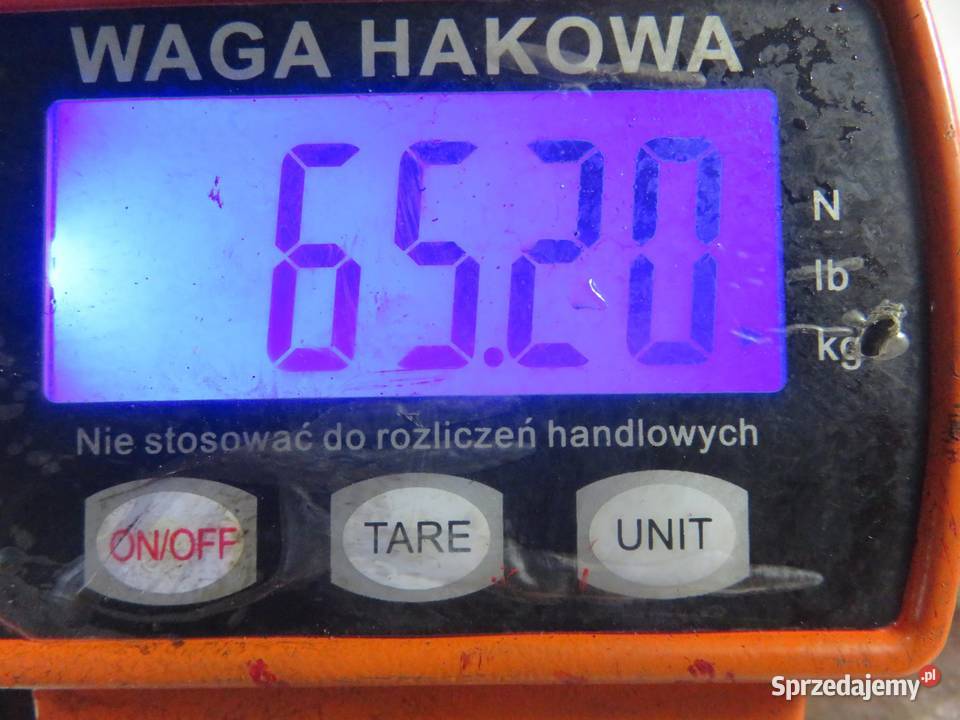 WAGA HAKOWA
65.20
N
lb
kg
Nie stosować do rozliczeń handlowych
ON/OFF TARE UNIT
Sprzedajemy.pl